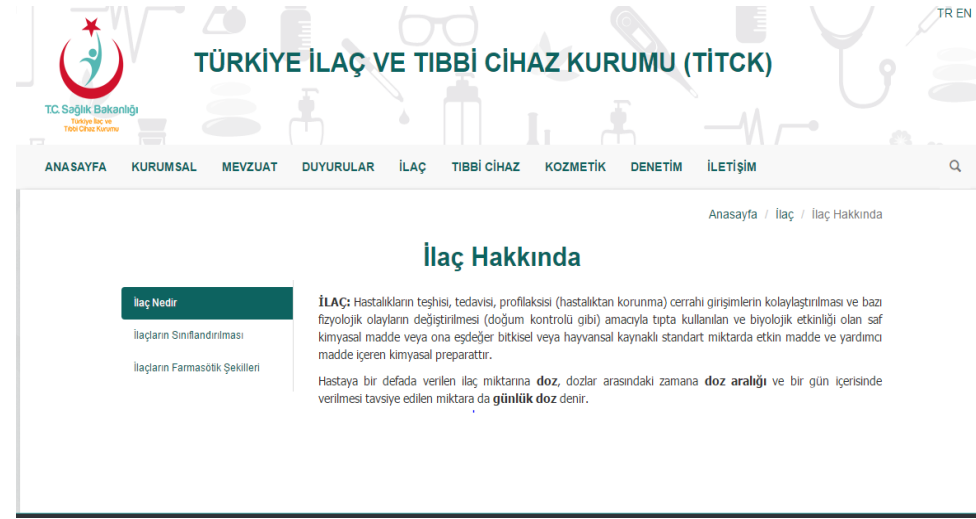 TR EN
TÜRKİYE İLAÇ VE TIBBİ CİHAZ KURUMU (TİTCK)
T.C. Sağlık Bakanlığı
Türkiye İlaç ve
Tıbbi Cihaz Kurumu
ANASAYFA KURUMSAL MEVZUAT DUYURULAR İLAÇ TIBBİ CİHAZ KOZMETİK DENETİM İLETİŞİM
Anasayfa / İlaç / İlaç Hakkında
İlaç Hakkında
İlaç Nedir
İlaçların Sınıflandırılması
İlaçların Farmasötik Şekilleri
İLAÇ: Hastalıkların teşhisi, tedavisi, profilaksisi (hastalıktan korunma) cerrahi girişimlerin kolaylaştırılması ve bazı
fizyolojik olayların değiştirilmesi (doğum kontrolü gibi) amacıyla tıpta kullanılan ve biyolojik etkinliği olan saf
kimyasal madde veya ona eşdeğer bitkisel veya hayvansal kaynaklı standart miktarda etkin madde ve yardımcı
madde içeren kimyasal preparattır.
Hastaya bir defada verilen ilaç miktarına doz, dozlar arasındaki zamana doz aralığı ve bir gün içerisinde
verilmesi tavsiye edilen miktara da günlük doz denir.